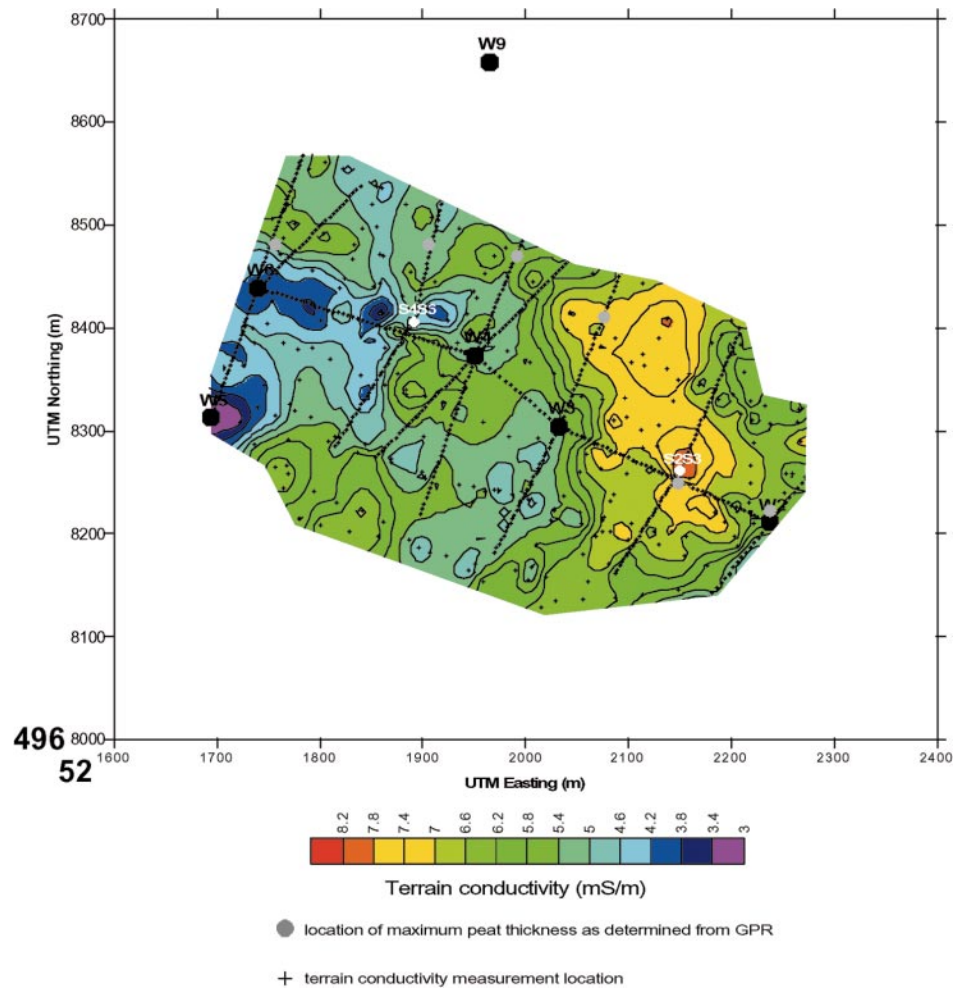 8700
W9
8600
8500
W6
8400
S4S5
W4
UTM Northing (m)
W5
8300
W3
S2S3
W2
8200
8100
496
8000
52
1600 1700 1800 1900 2000 2100 2200 2300 2400
UTM Easting (m)
8.2 7.8 7.4 7 6.6 6.2 5.8 5.4 5 4.6 4.2 3.8 3.4 3
Terrain conductivity (mS/m)
location of maximum peat thickness as determined from GPR
terrain conductivity measurement location